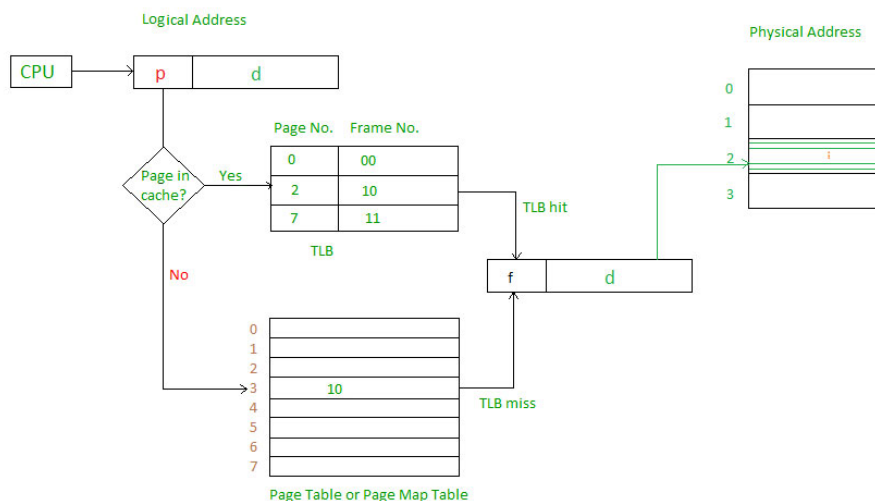 Logical Address
Physical Address
CPU
p d
0
1
2 i
3
Page No. Frame No.
0 00
2 10
7 11
TLB
Page in
cache?
Yes
No
TLB hit
f d
0
1
2
3 10
4
5
6
7
TLB miss
Page Table or Page Map Table